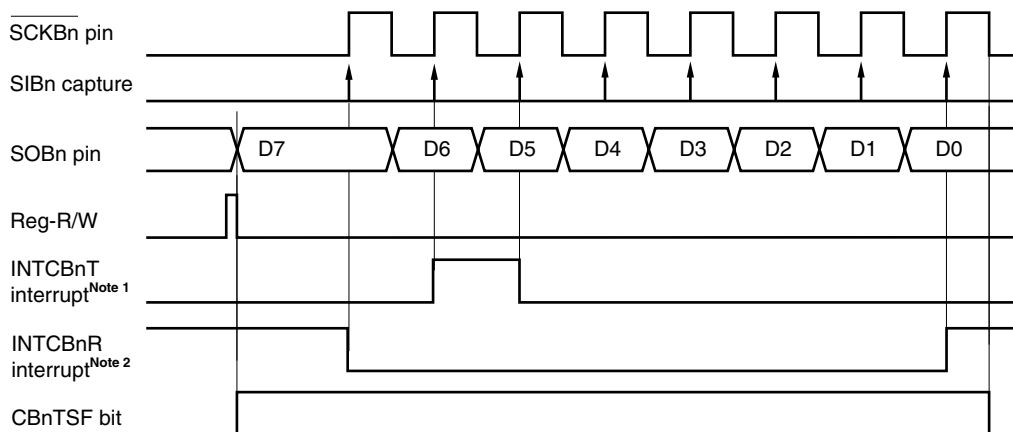 SCKBn pin
SIBn capture
SOBn pin D7 D6 D5 D4 D3 D2 D1 D0
Reg-R/W
INTCBnT
interruptNote 1
INTCBnR
interruptNote 2
CBnTSF bit